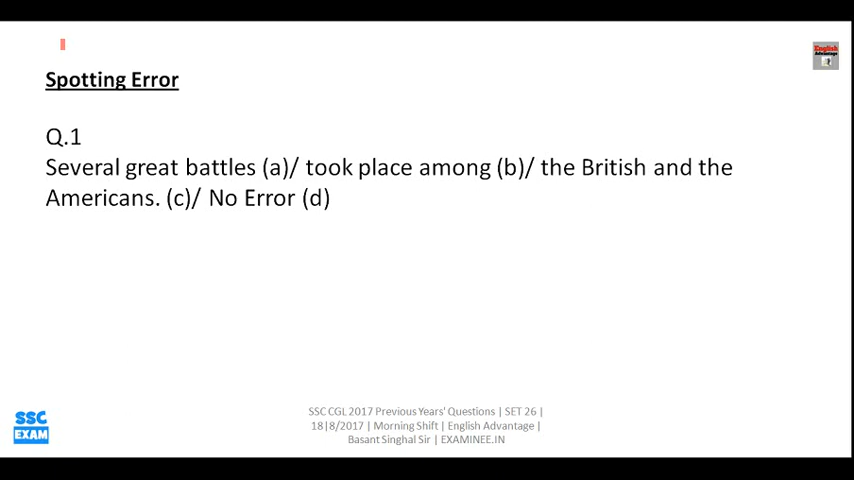 English
Advantage
Spotting Error
Q.1
Several great battles (a)/ took place among (b)/ the British and the
Americans. (c)/ No Error (d)
SSC
EXAM
SSC CGL 2017 Previous Years' Questions | SET 26 |
18|8/2017 | Morning Shift | English Advantage |
Basant Singhal Sir | EXAMINEE.IN